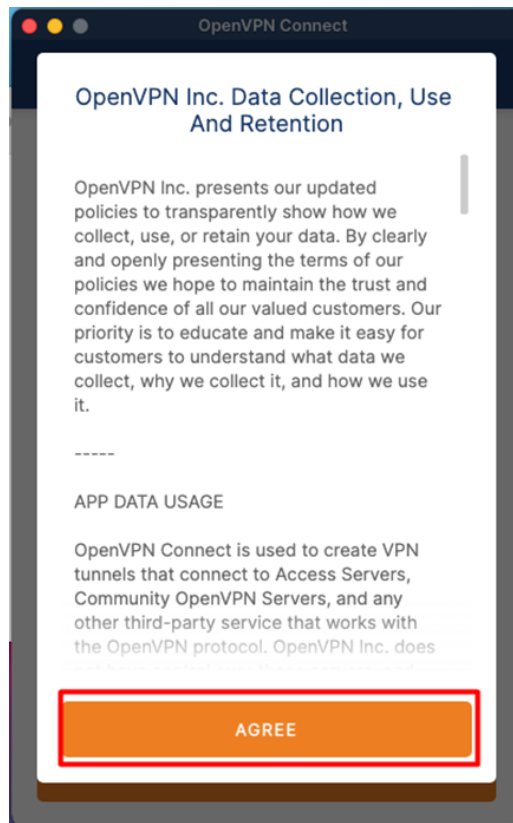 OpenVPN Connect
OpenVPN Inc. Data Collection, Use
And Retention
OpenVPN Inc. presents our updated
policies to transparently show how we
collect, use, or retain your data. By clearly
and openly presenting the terms of our
policies we hope to maintain the trust and
confidence of all our valued customers. Our
priority is to educate and make it easy for
customers to understand what data we
collect, why we collect it, and how we use
it.
-----
APP DATA USAGE
OpenVPN Connect is used to create VPN
tunnels that connect to Access Servers,
Community OpenVPN Servers, and any
other third-party service that works with
the OpenVPN protocol. OpenVPN Inc. does
AGREE